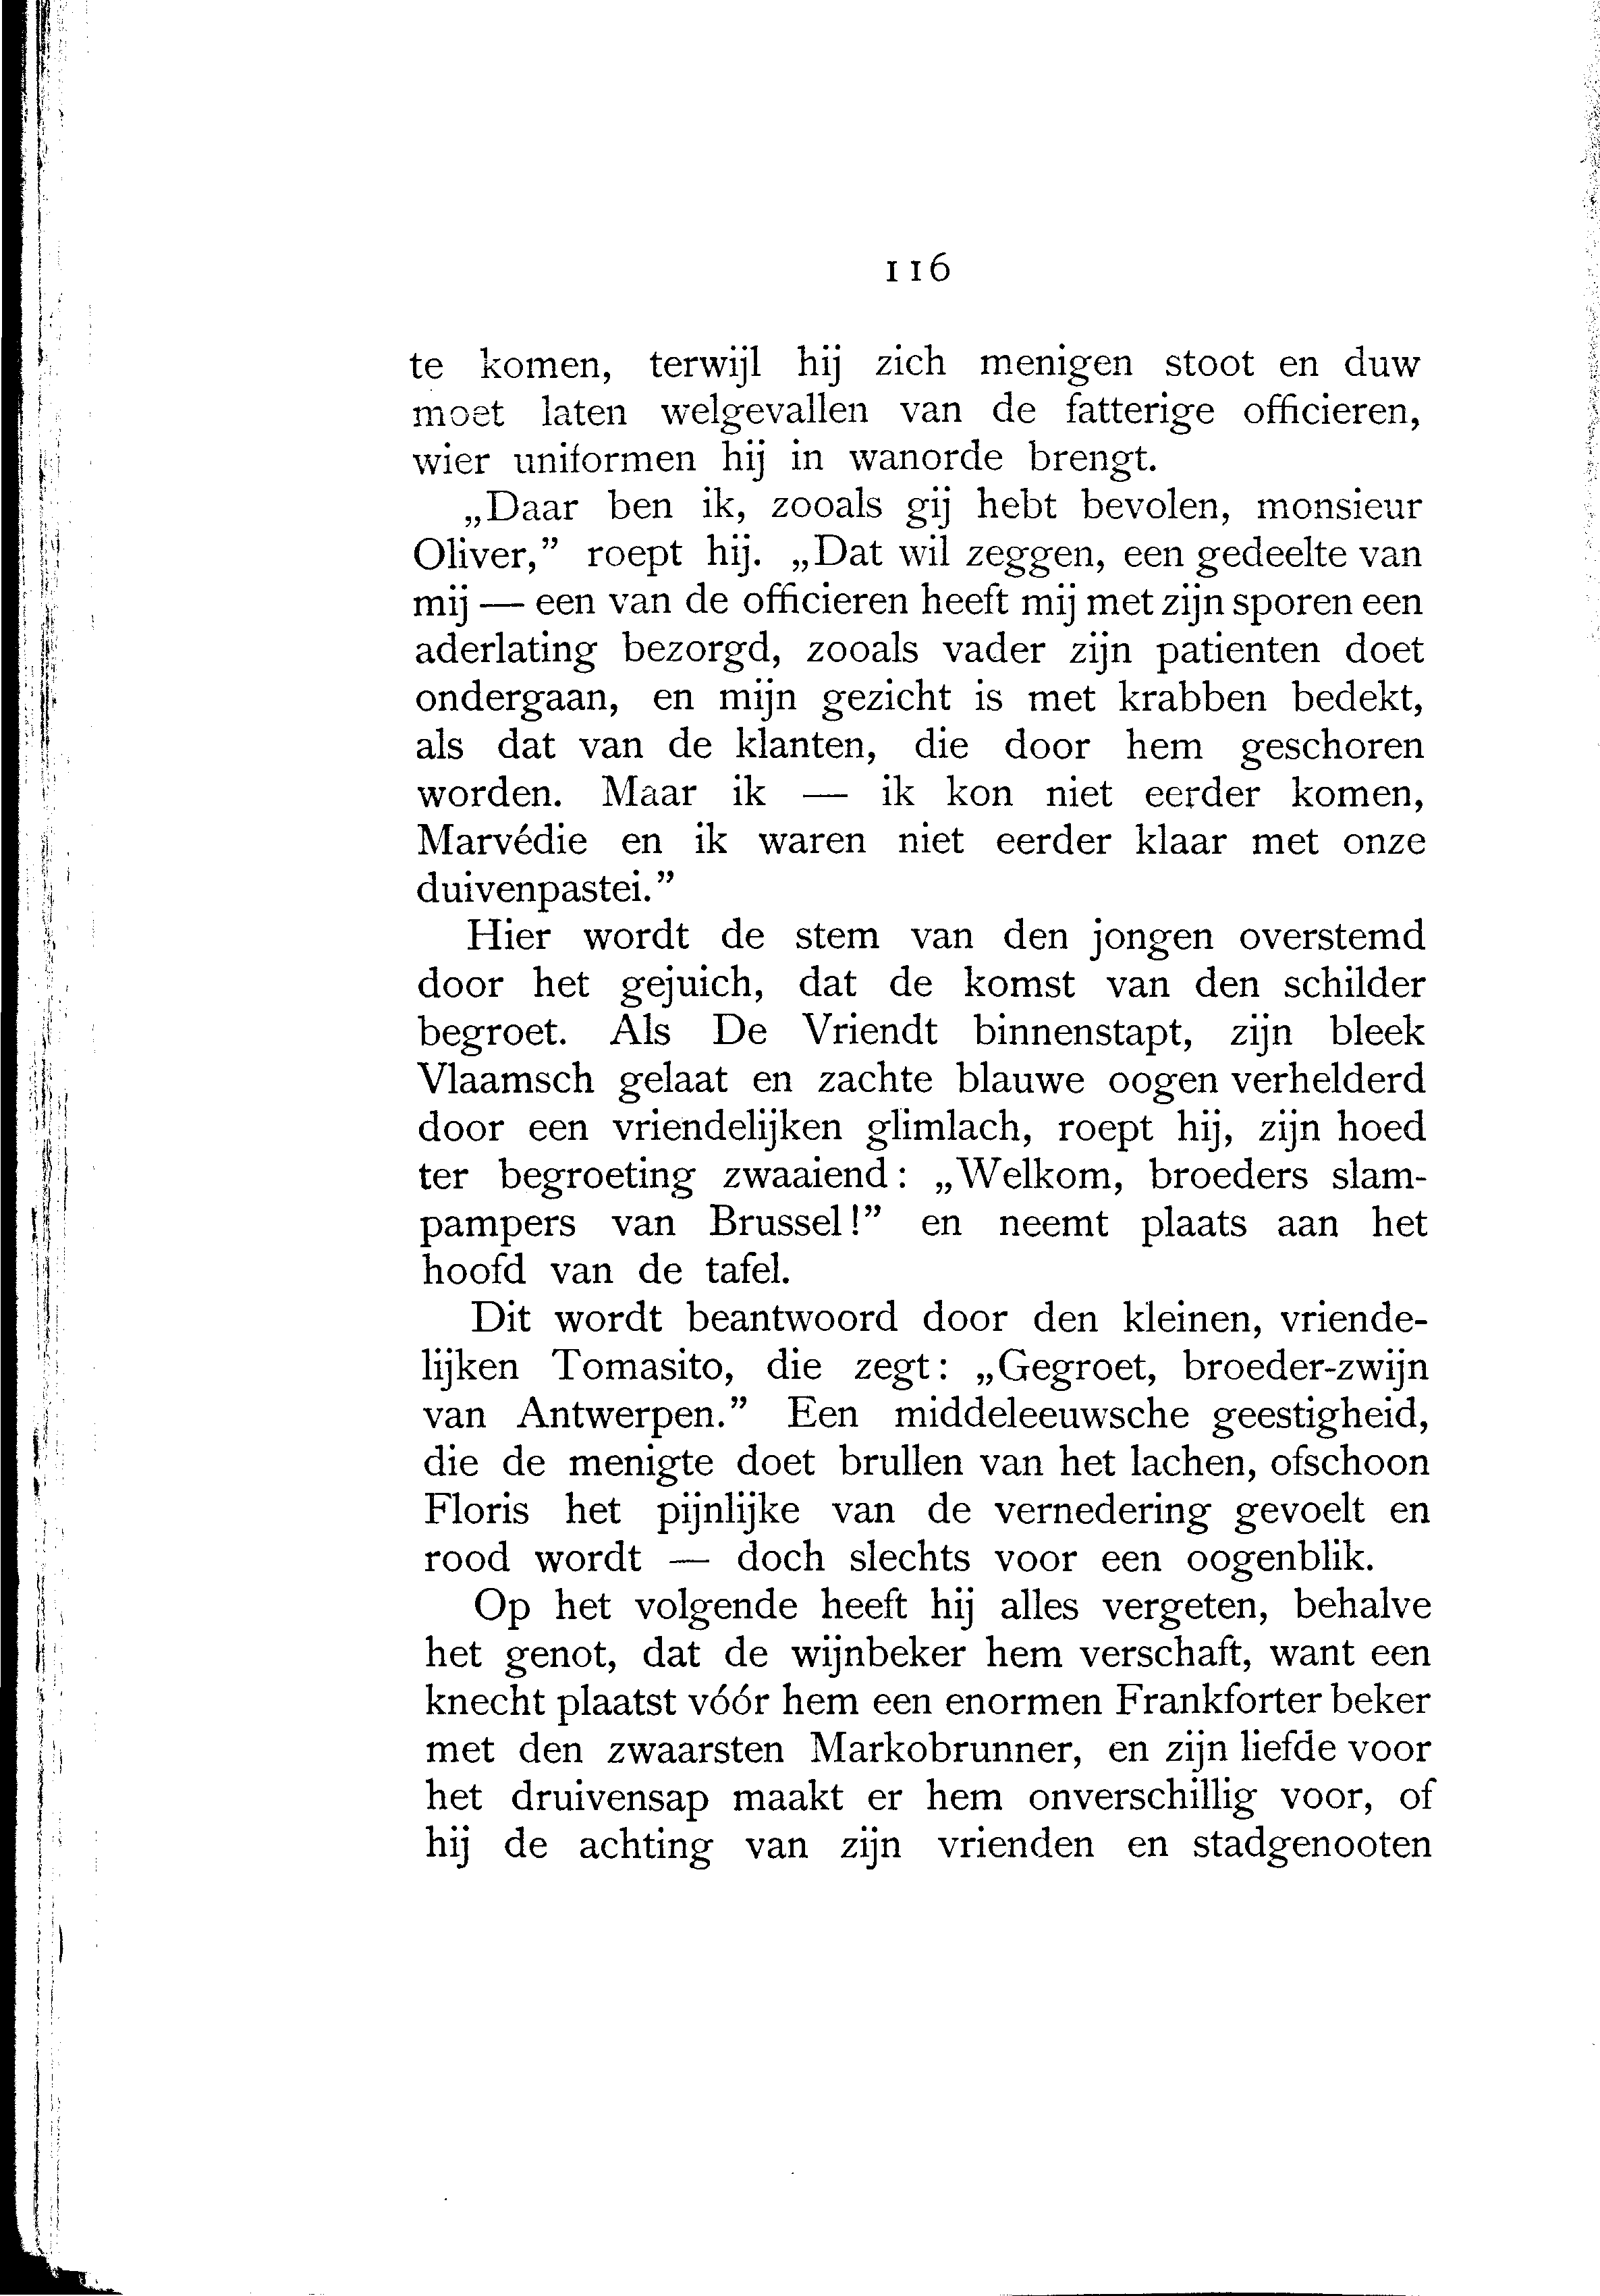 116
te komen, terwijl hij zich menigen stoot en duw
moet laten welgevallen van de fatterige officieren,
wier uniformen hij in wanorde brengt.
„Daar ben ik, zooals gij hebt bevolen, monsieur
Oliver,” roept hij. „Dat wil zeggen, een gedeelte van
mij — een van de officieren heeft mij met zijn sporen een
aderlating bezorgd, zooals vader zijn patienten doet
ondergaan, en mijn gezicht is met krabben bedekt,
als dat van de klanten, die door hem geschoren
worden. Maar ik — ik kon niet eerder komen,
Marvédie en ik waren niet eerder klaar met onze
duivenpastei.”
Hier wordt de stem van den jongen overstemd
door het gejuich, dat de komst van den schilder
begroet. Als De Vriendt binnenstapt, zijn bleek
Vlaamsch gelaat en zachte blauwe oogen verhelderd
door een vriendelijken glimlach, roept hij, zijn hoed
ter begroeting zwaaiend: „Welkom, broeders slam-
pampers van Brussel!” en neemt plaats aan het
hoofd van de tafel.
Dit wordt beantwoord door den kleinen, vriende-
lijken Tomasito, die zegt: „Gegroet, broeder-zwijn
van Antwerpen.” Een middeleeuwsche geestigheid,
die de menigte doet brullen van het lachen, ofschoon
Floris het pijnlijke van de vernedering gevoelt en
rood wordt — doch slechts voor een oogenblik.
Op het volgende heeft hij alles vergeten, behalve
het genot, dat de wijnbeker hem verschaft, want een
knecht plaatst vóór hem een enormen Frankforter beker
met den zwaarsten Markobrunner, en zijn liefde voor
het druivensap maakt er hem onverschillig voor, of
hij de achting van zijn vrienden en stadgenooten